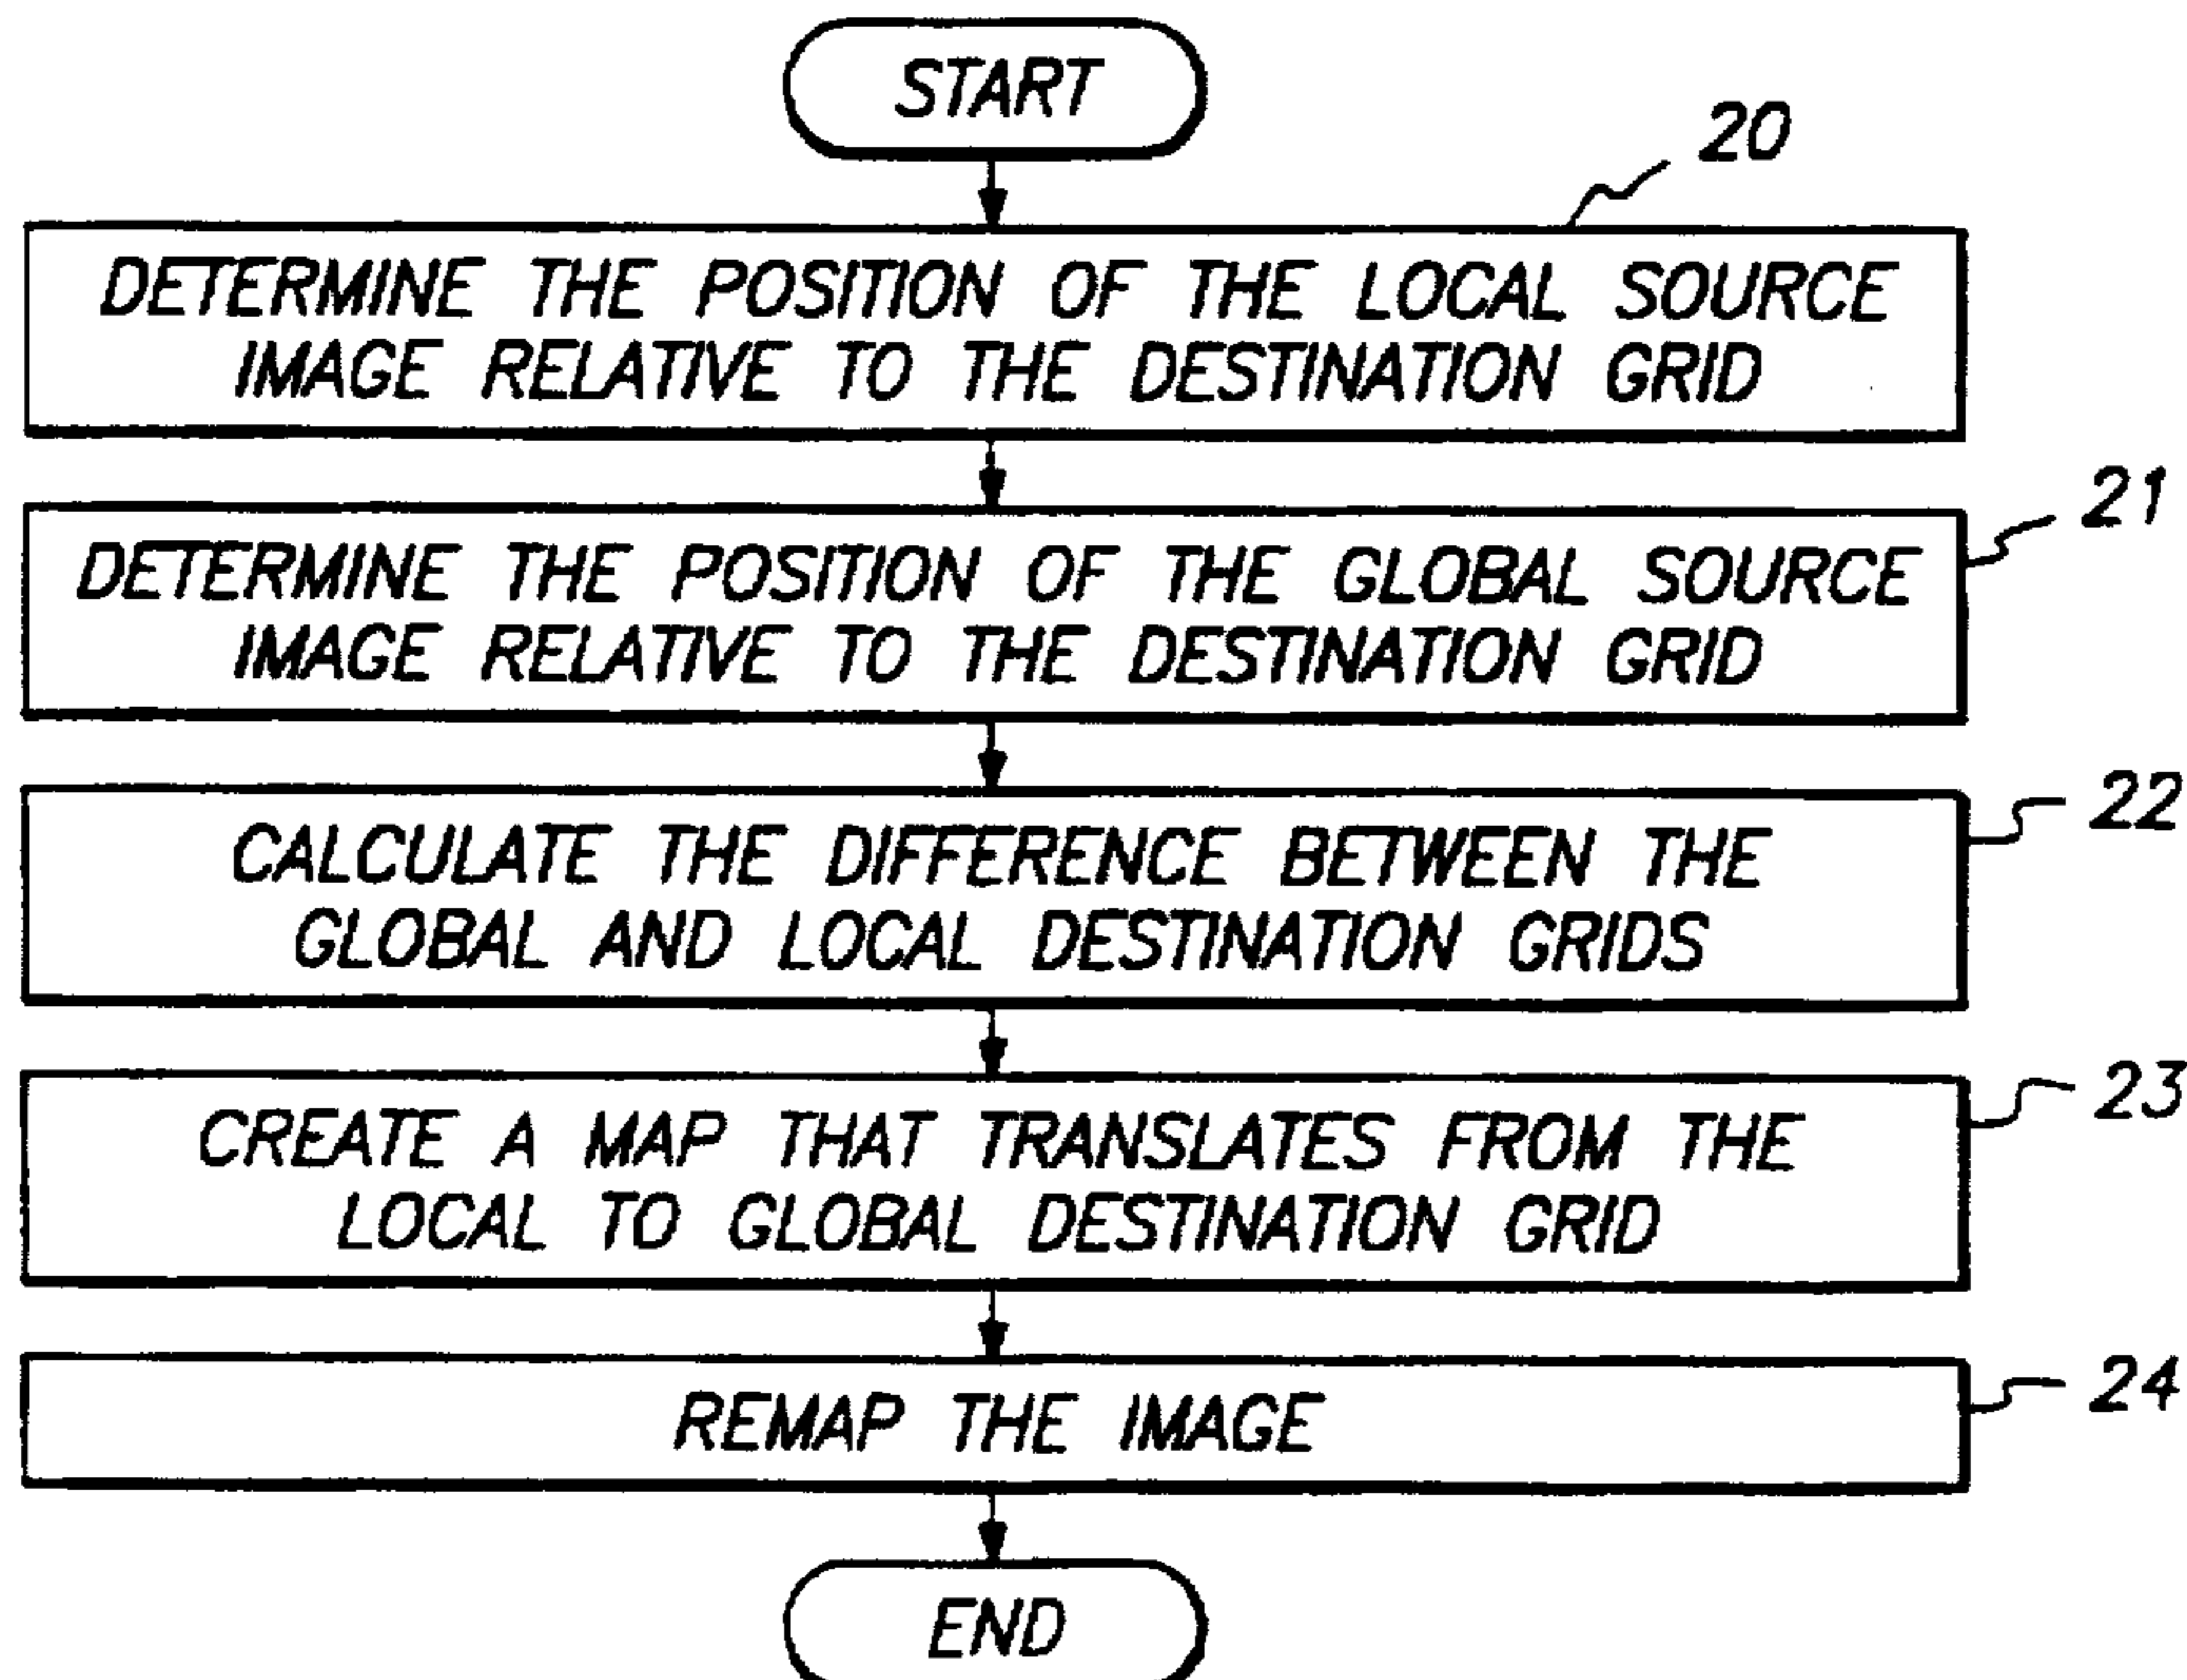 START
20
DETERMINE THE POSITION OF THE LOCAL SOURCE
IMAGE RELATIVE TO THE DESTINATION GRID
21
DETERMINE THE POSITION OF THE GLOBAL SOURCE
IMAGE RELATIVE TO THE DESTINATION GRID
22
CALCULATE THE DIFFERENCE BETWEEN THE
GLOBAL AND LOCAL DESTINATION GRIDS
23
CREATE A MAP THAT TRANSLATES FROM THE
LOCAL TO GLOBAL DESTINATION GRID
24
REMAP THE IMAGE
END